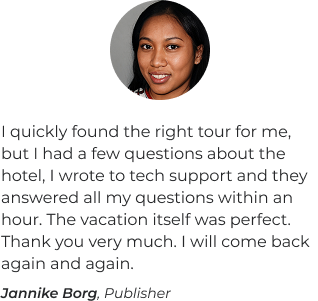 I quickly found the right tour for me,
but I had a few questions about the
hotel, I wrote to tech support and they
answered all my questions within an
hour. The vacation itself was perfect.
Thank you very much. I will come back
again and again.
Jannike Borg, Publisher